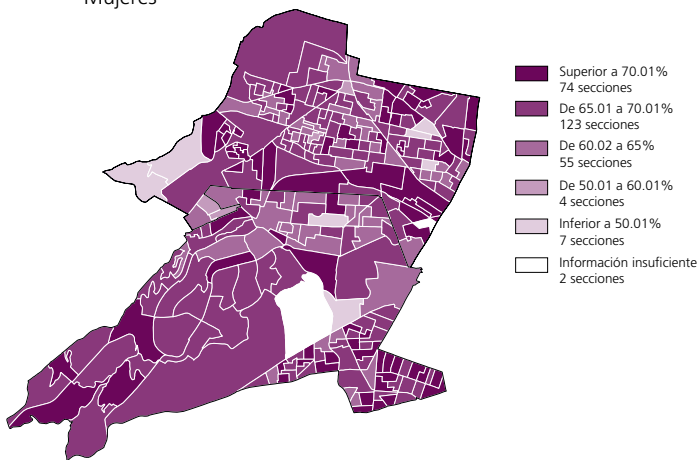 Mujeres
Superior a 70.01%
74 secciones
De 65.01 a 70.01%
123 secciones
De 60.02 a 65%
55 secciones
De 50.01 a 60.01%
4 secciones
Inferior a 50.01%
7 secciones
Información insuficiente
2 secciones